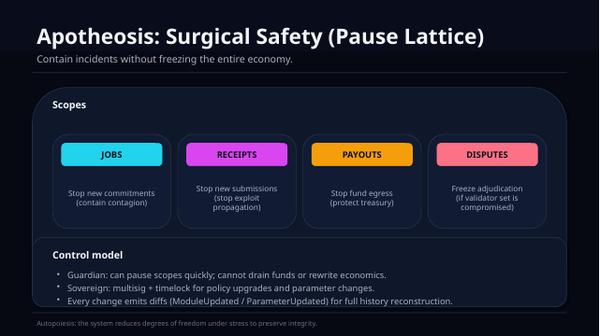 Apotheosis: Surgical Safety (Pause Lattice)
Contain incidents without freezing the entire economy.
Scopes
JOBS
Stop new commitments
(contain contagion)
RECEIPTS
Stop new submissions
(stop exploit
propagation)
PAYOUTS
Stop fund egress
(protect treasury)
DISPUTES
Freeze adjudication
(if validator set is
compromised)
Control model
• Guardian: can pause scopes quickly; cannot drain funds or rewrite economics.
• Sovereign: multisig + timelock for policy upgrades and parameter changes.
• Every change emits diffs (ModuleUpdated / ParameterUpdated) for full history reconstruction.
Autopoiesis: the system reduces degrees of freedom under stress to preserve integrity.